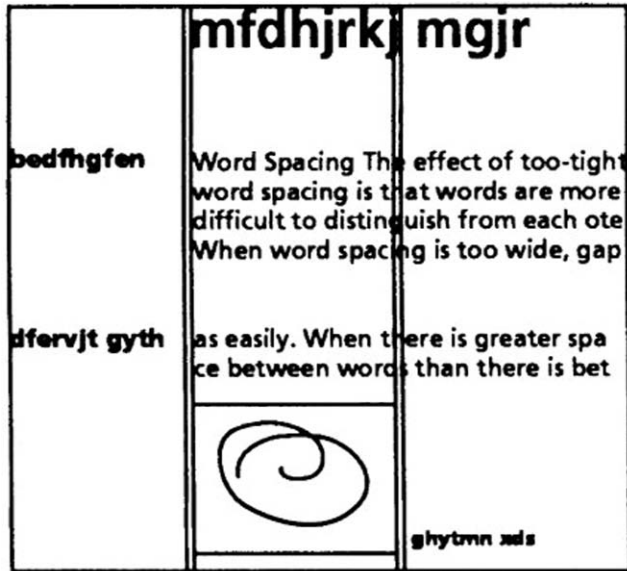 mfdhjrkj mgjr
bedfhgfen
Word Spacing The effect of too-tight
word spacing is that words are more
difficult to distinguish from each ote
When word spacing is too wide, gap
dfervjt gyth
as easily. When there is greater spa
ce between words than there is bet
ghytmn xds